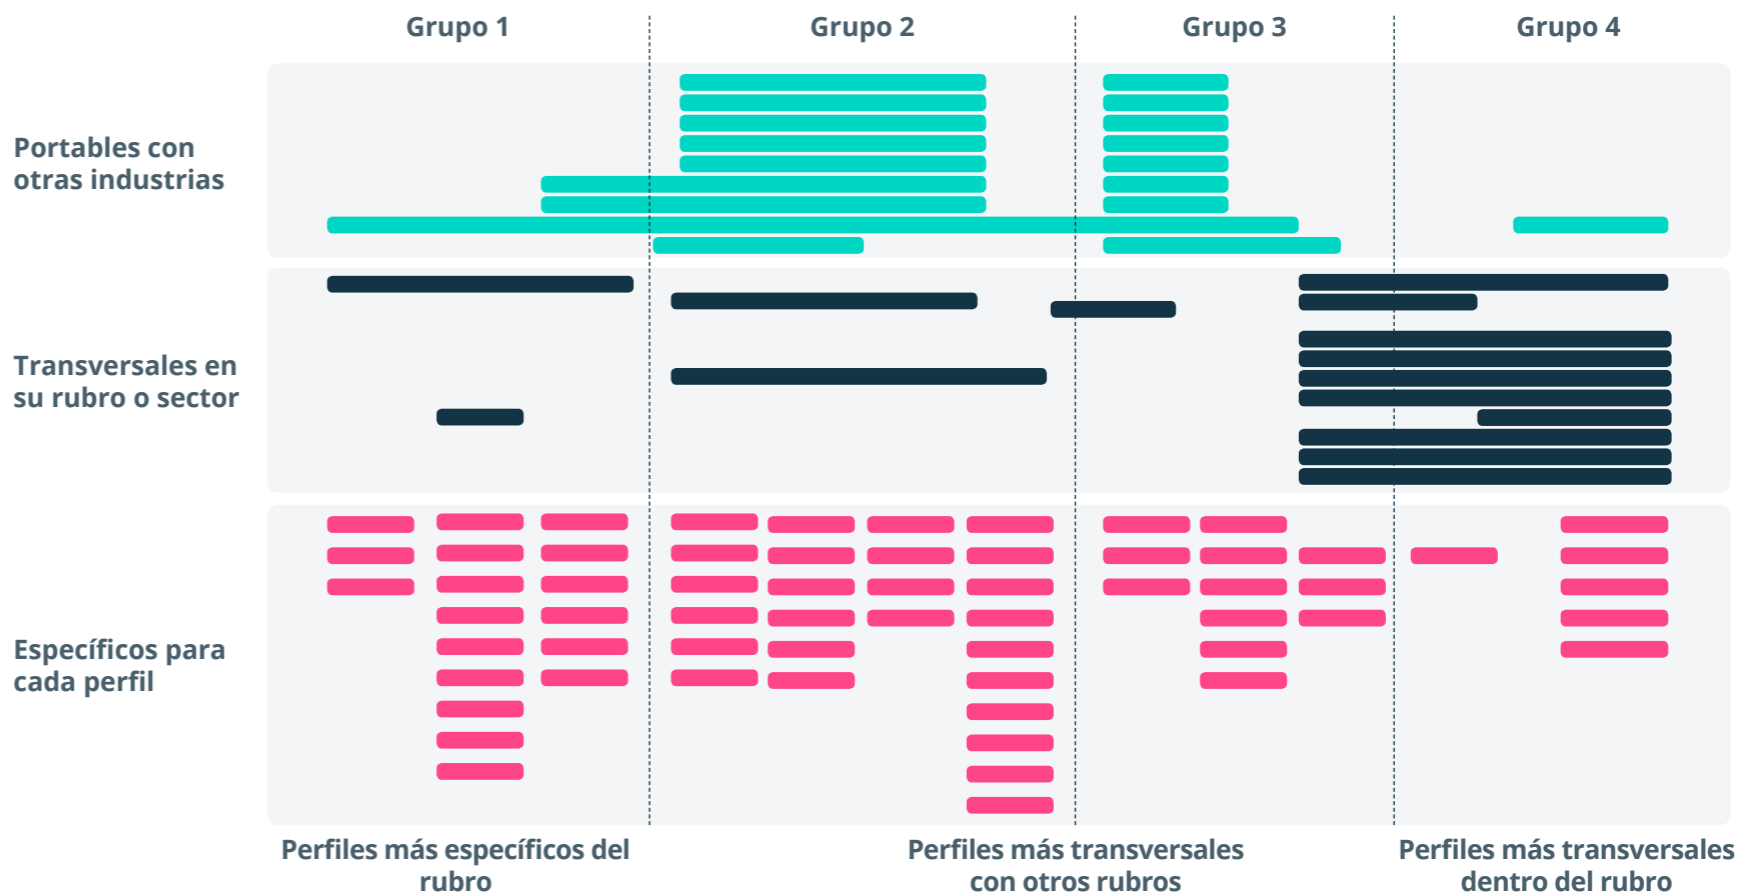 Grupo 1
Grupo 2
Grupo 3
Grupo 4
Portables con
otras industrias
Transversales en
su rubro o sector
Específicos para
cada perfil
Perfiles más específicos del
rubro
Perfiles más transversales
con otros rubros
Perfiles más transversales
dentro del rubro